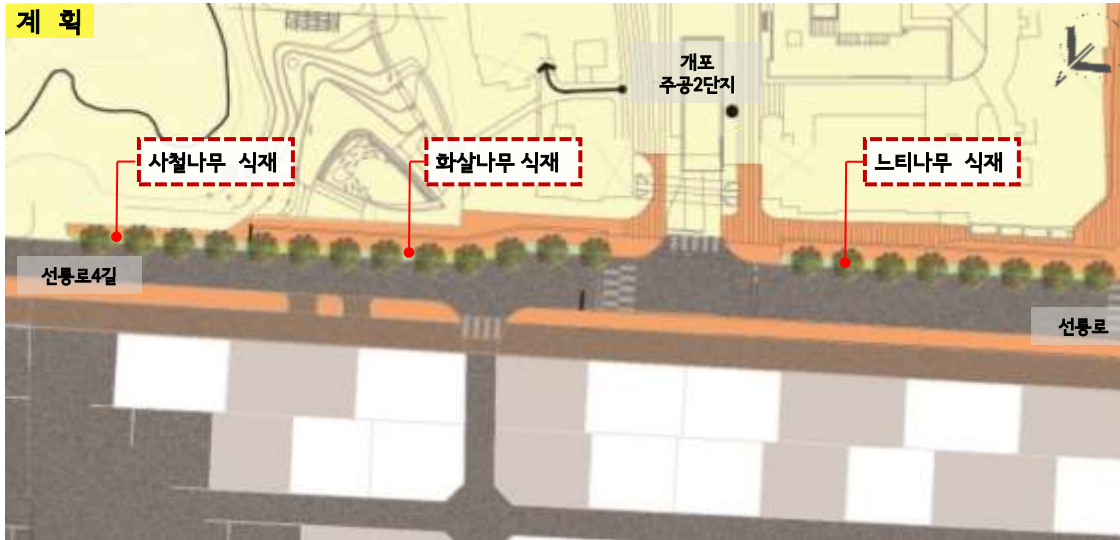 계 획
개포
주공2단지
사철나무 식재
화살나무 식재
느티나무 식재
선릉로4길
선릉로